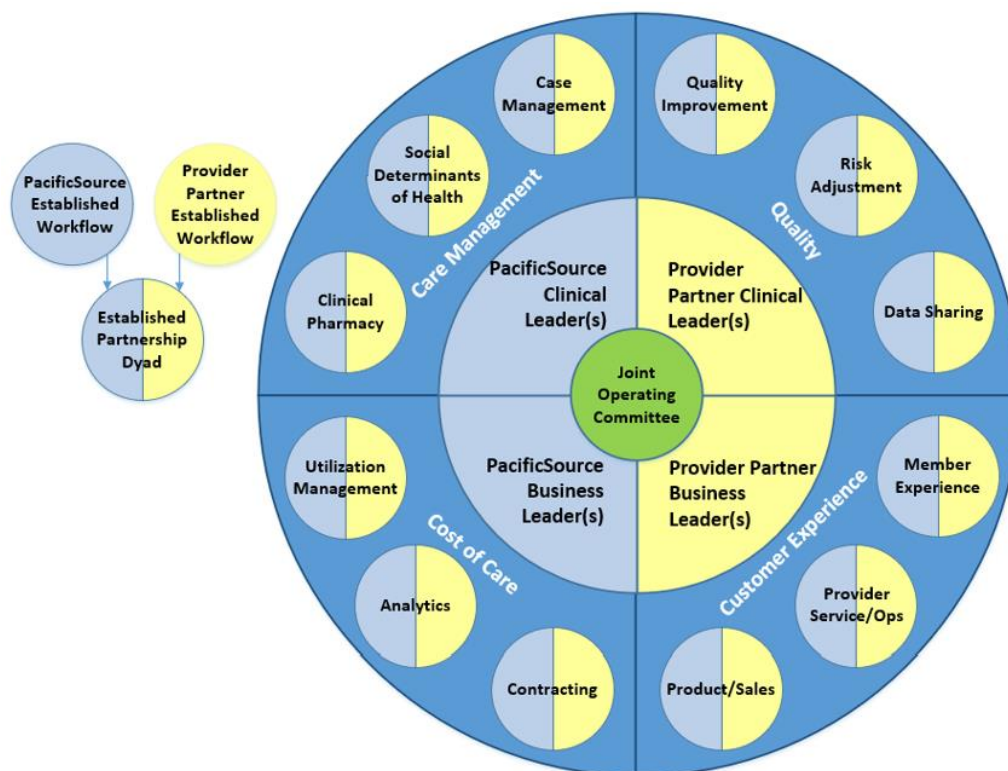 PacificSource
Established
Workflow
Provider
Partner
Established
Workflow
Established
Partnership
Dyad
Case
Management
Social
Determinants
of Health
Clinical
Pharmacy
Care Management
Quality
Improvement
Risk
Adjustment
Data Sharing
Quality
PacificSource
Clinical
Leader(s)
Provider
Partner Clinical
Leader(s)
Joint
Operating
Committee
PacificSource
Business
Leader(s)
Provider Partner
Business
Leader(s)
Utilization
Management
Analytics
Contracting
Cost of Care
Member
Experience
Provider
Service/Ops
Product/Sales
Customer Experience